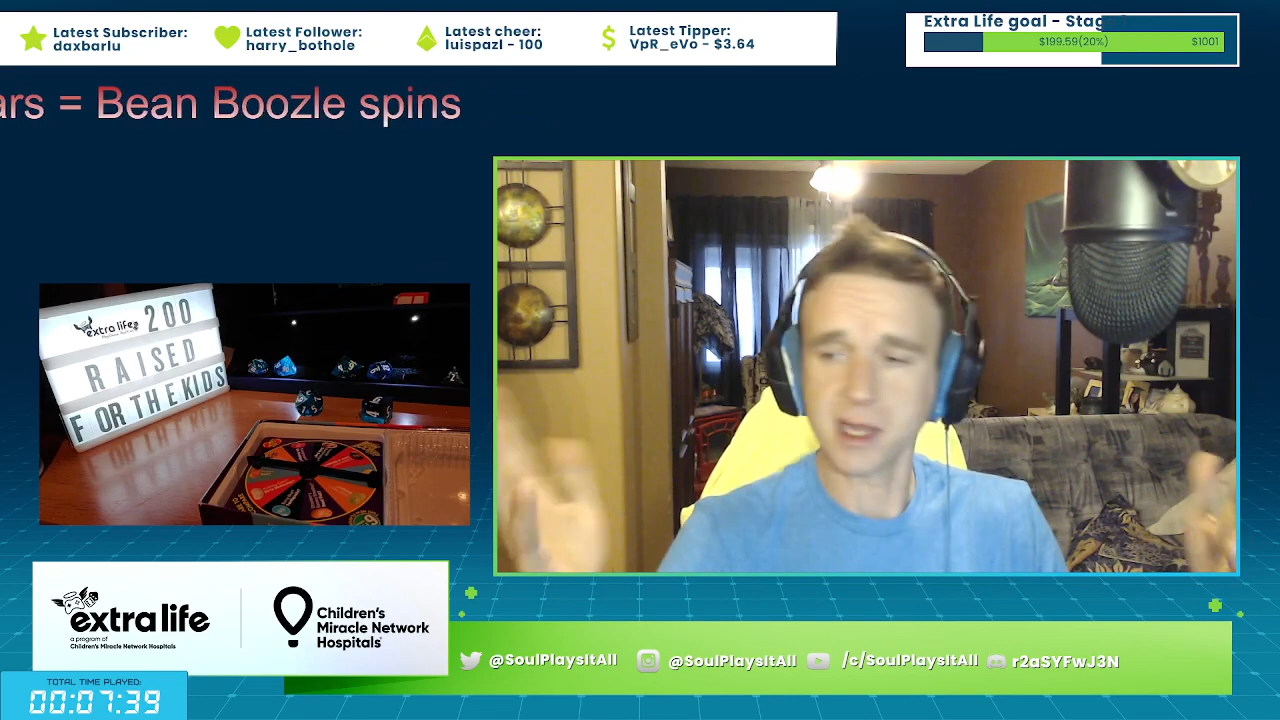 Latest Subscriber:
daxbarlu
Latest Follower:
harry_bothole
Latest cheer:
luispazl - 100
Latest Tipper:
VpR_eVo - $3.64
Extra Life goal - Stag
$199.59(20%)
$1001
ars = Bean Boozle spins
extra life
200
RAISED
FOR THE KIDS
extra life
a program of
Children's Miracle Network Hospitals
Children's
Miracle Network
Hospitals
@SoulPlaysItAll
@SoulPlaysItAll
/c/SoulPlaysItAll
r2aSYFwJ3N
TOTAL TIME PLAYED:
00:07:39